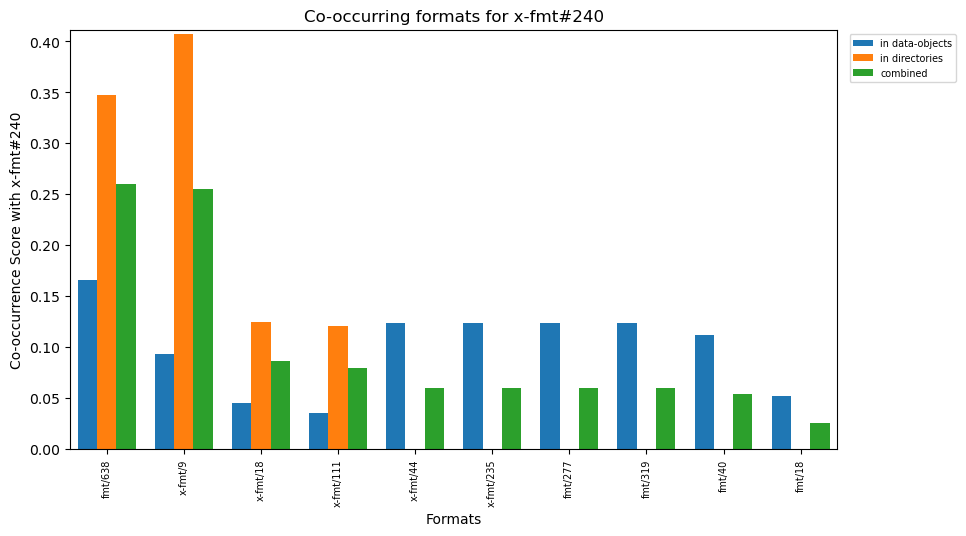 Co-occurring formats for x-fmt#240
Co-occurrence Score with x-fmt#240
0.40
0.35
0.30
0.25
0.20
0.15
0.10
0.05
0.00
fmt/638
x-fmt/9
x-fmt/18
x-fmt/111
x-fmt/44
x-fmt/235
fmt/277
fmt/319
fmt/40
fmt/18
Formats
in data-objects
in directories
combined